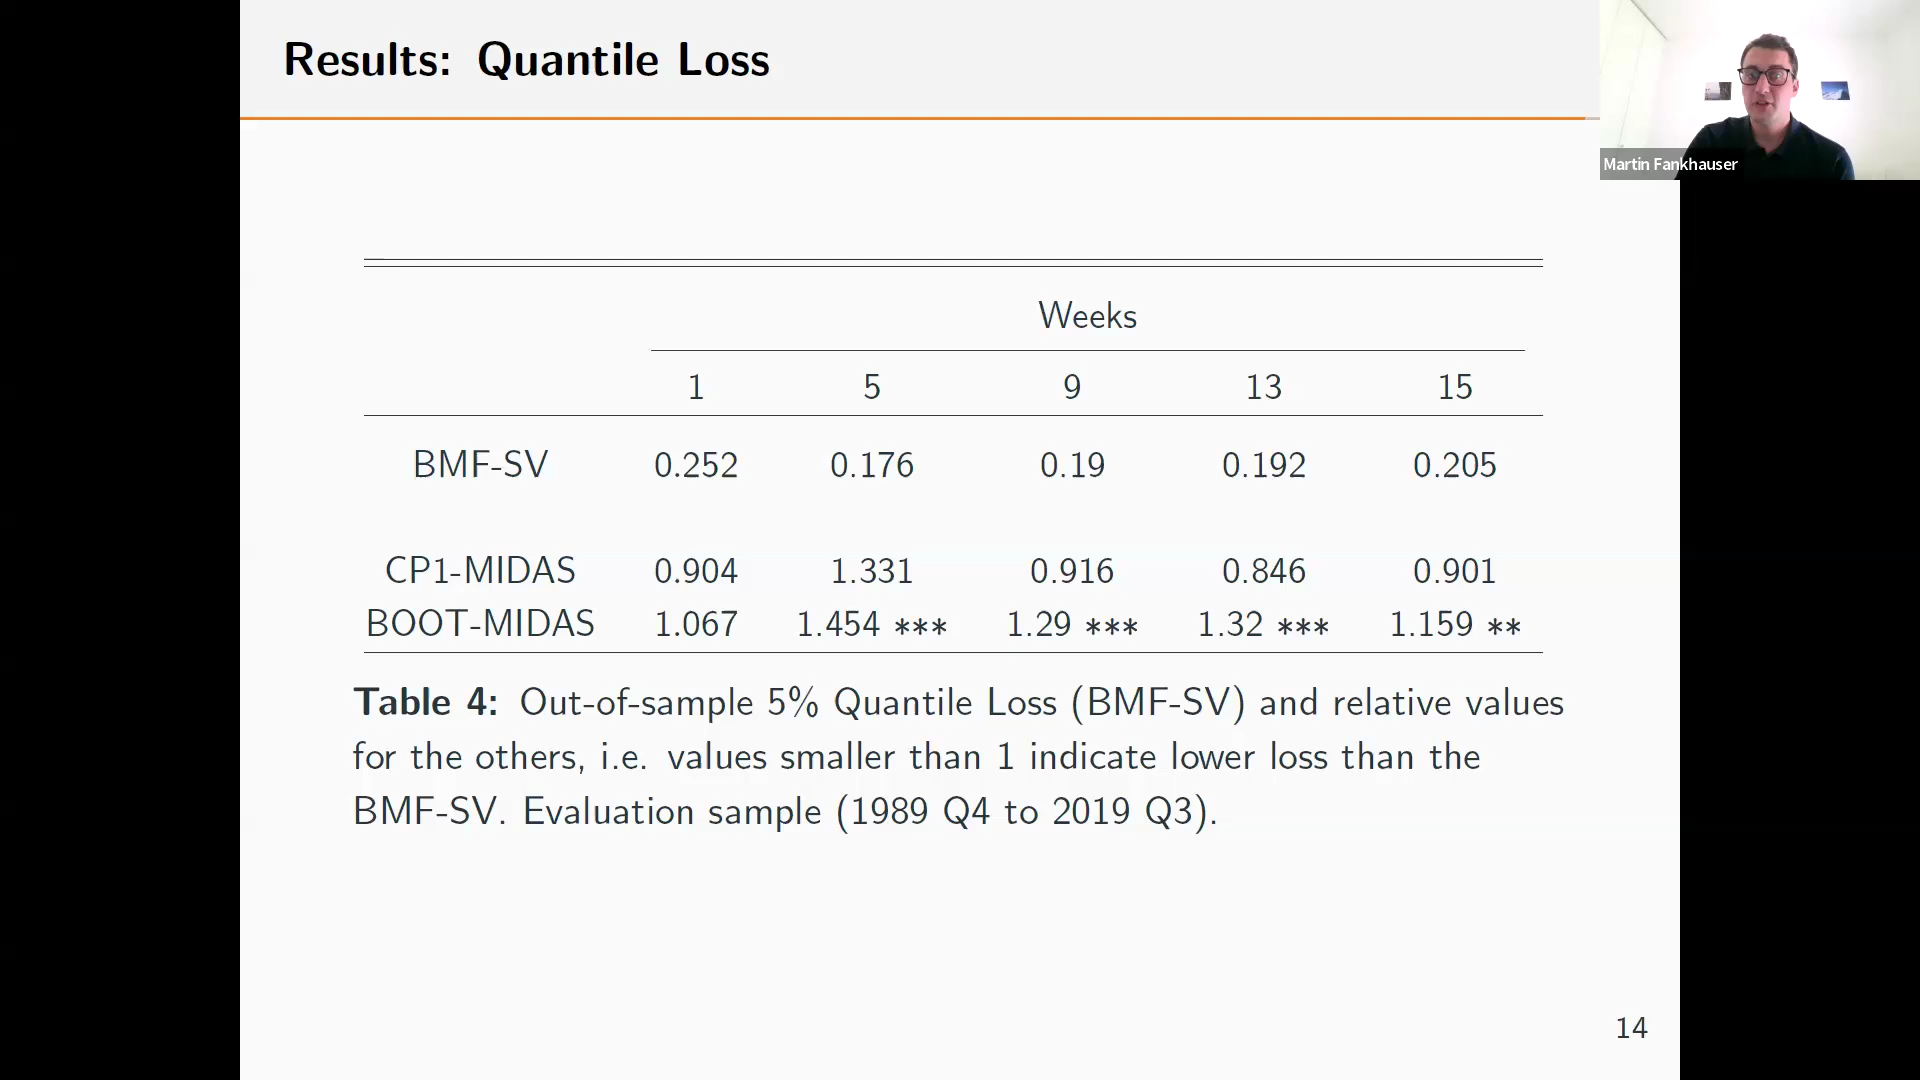 Results: Quantile Loss
Martin Fankhauser
Weeks
1 5 9 13 15
BMF-SV 0.252 0.176 0.19 0.192 0.205
CP1-MIDAS 0.904 1.331 0.916 0.846 0.901
BOOT-MIDAS 1.067 1.454 *** 1.29 *** 1.32 *** 1.159 **
Table 4: Out-of-sample 5% Quantile Loss (BMF-SV) and relative values
for the others, i.e. values smaller than 1 indicate lower loss than the
BMF-SV. Evaluation sample (1989 Q4 to 2019 Q3).
14